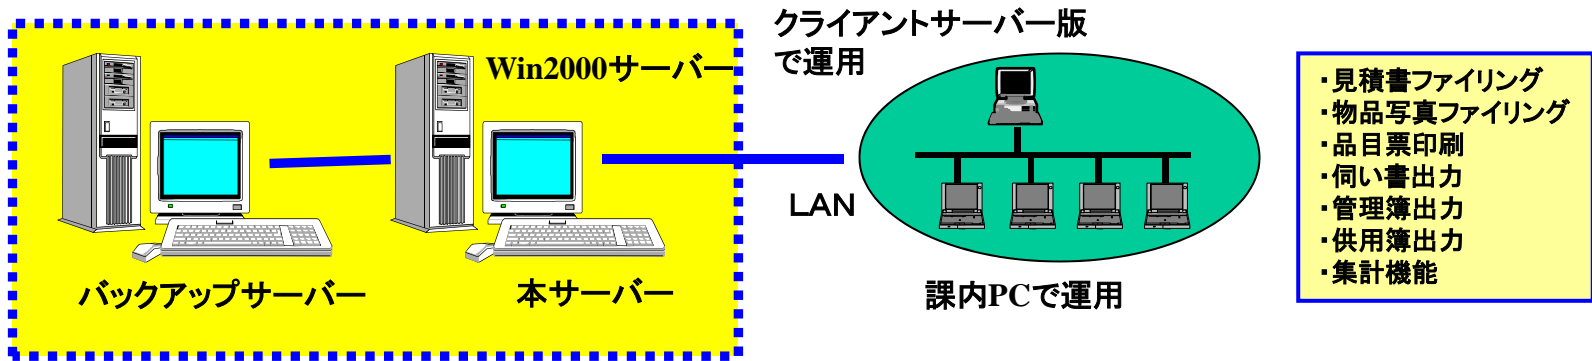 Win2000サーバー
バックアップサーバー
本サーバー
クライアントサーバー版
で運用
LAN
課内PCで運用
・見積書ファイリング
・物品写真ファイリング
・品目票印刷
・伺い書出力
・管理簿出力
・供用簿出力
・集計機能